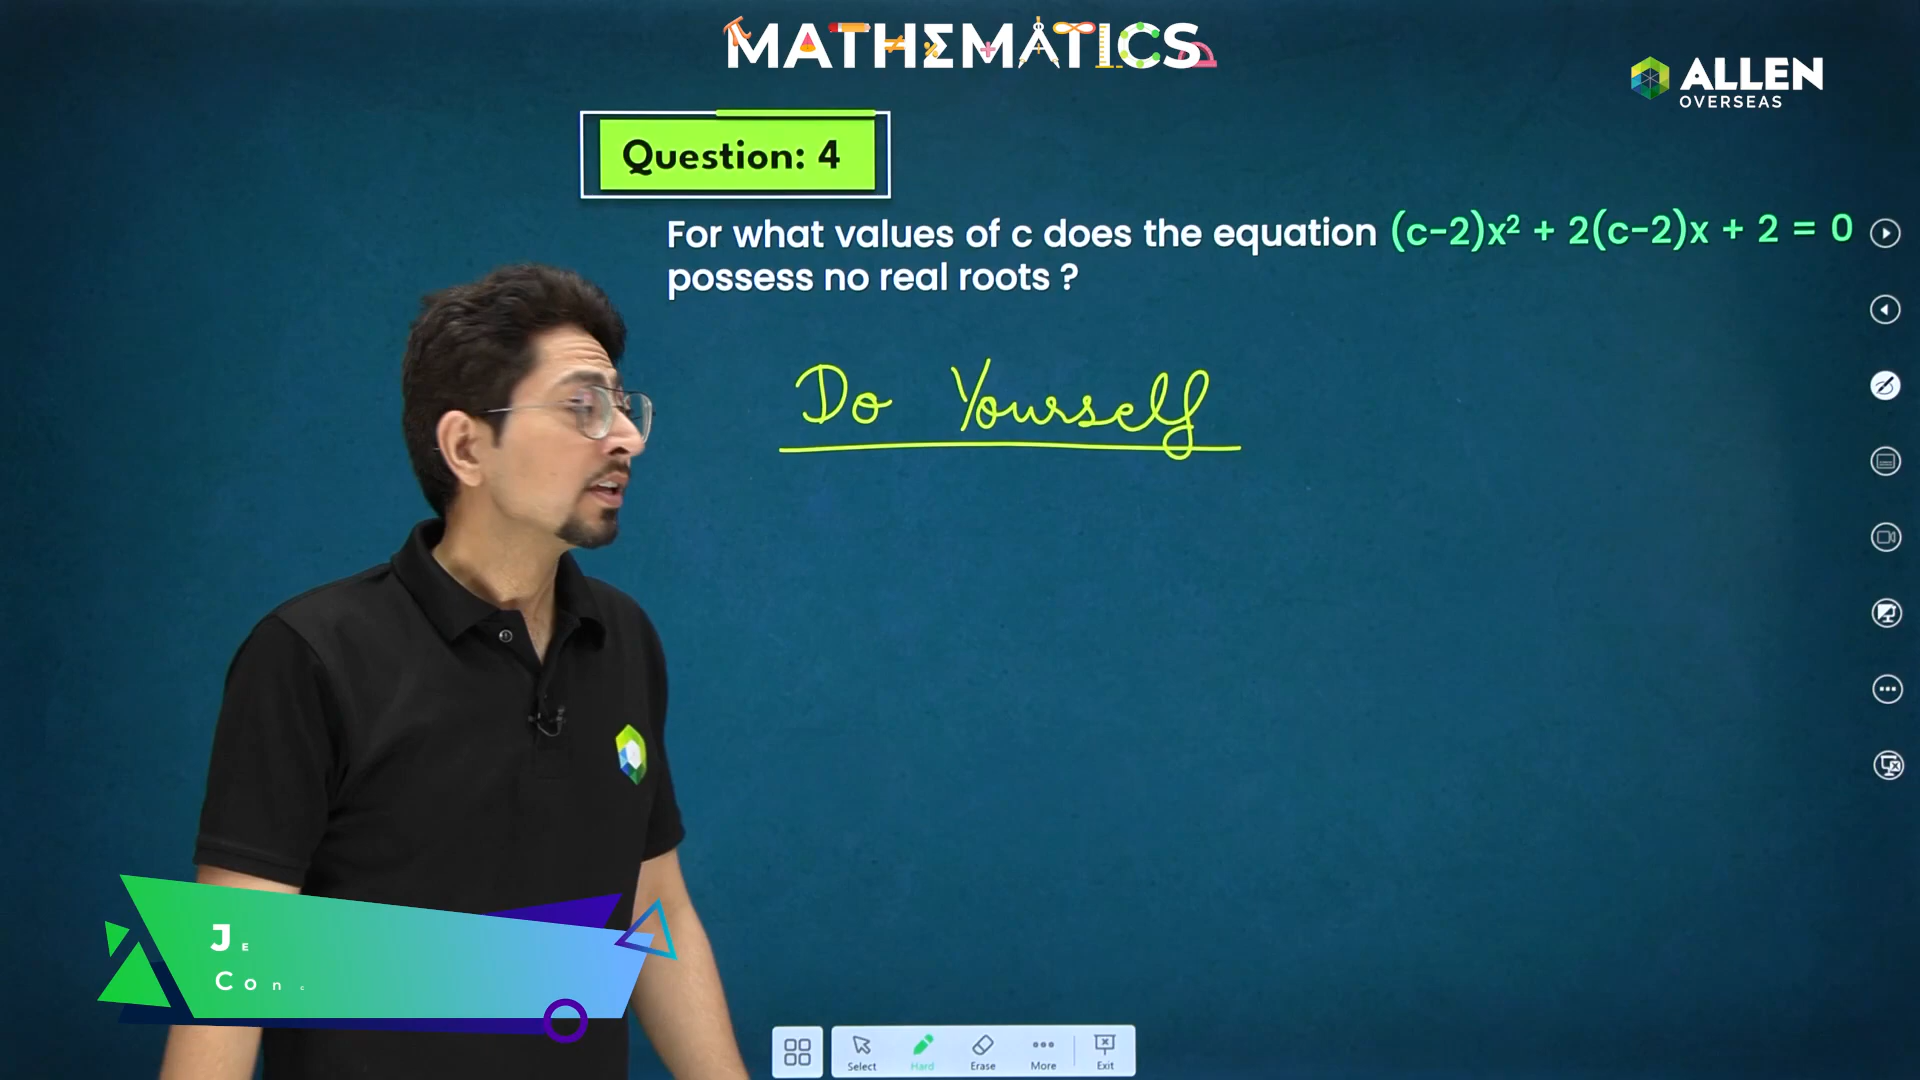 MATHEMATICS
ALLEN
OVERSEAS
Question: 4
For what values of c does the equation (c-2)x² + 2(c-2)x + 2 = 0
possess no real roots ?
Do Yourself
J E
C o n c
Select Hard Erase More Exit